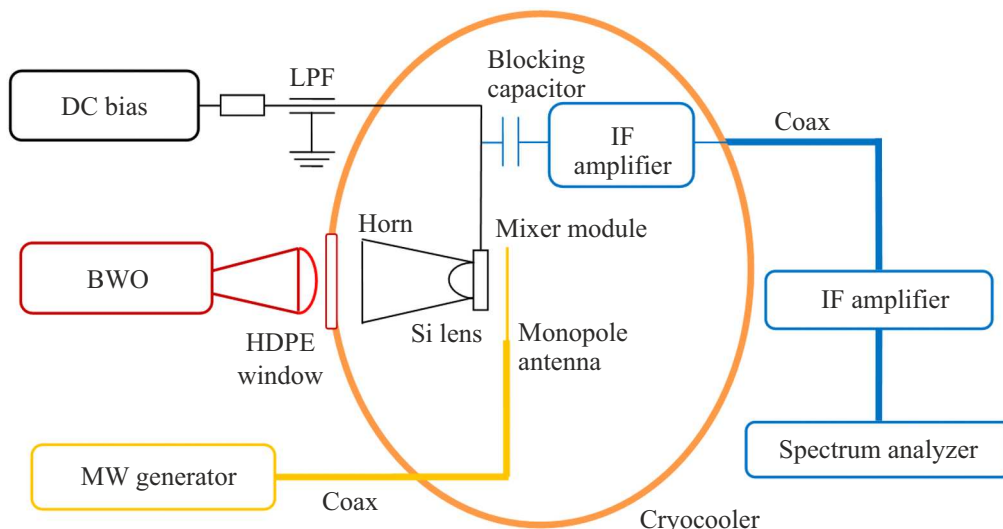 DC bias
LPF
Blocking
capacitor
IF
amplifier
Coax
Horn
Mixer module
BWO
HDPE
window
Si lens
Monopole
antenna
IF amplifier
MW generator
Coax
Spectrum analyzer
Cryocooler